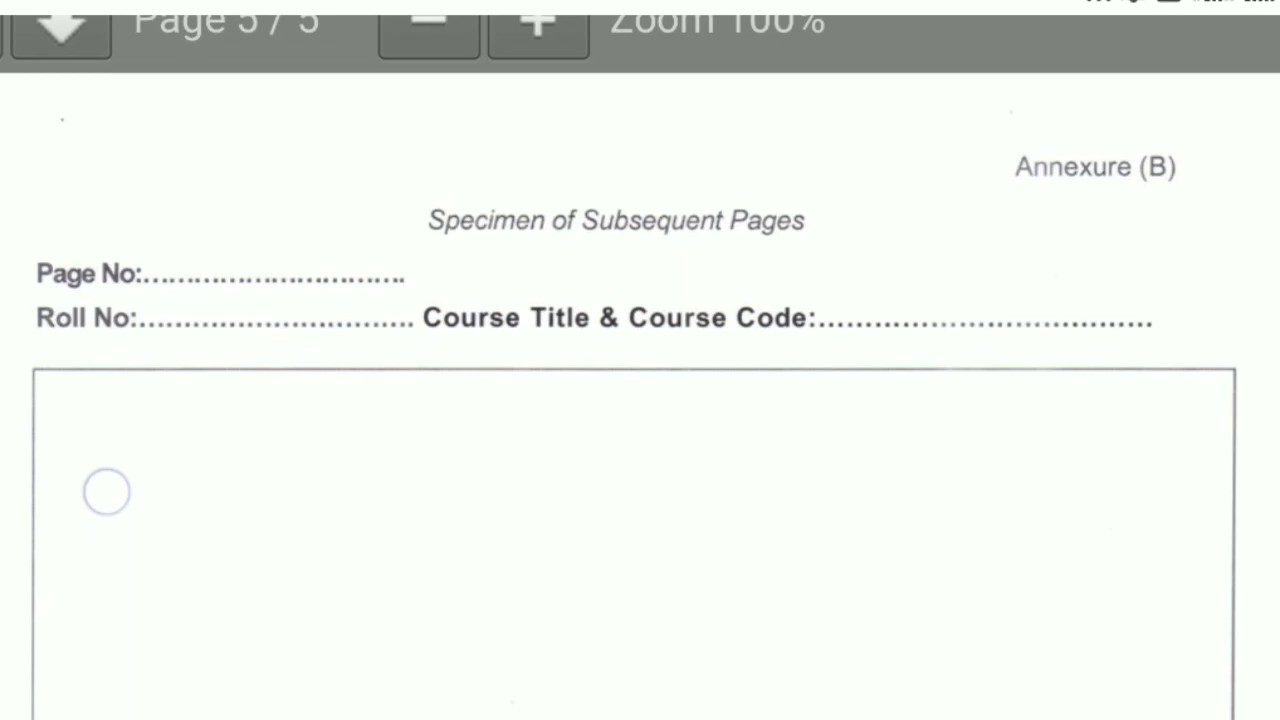 Page 5 / 5 Zoom 100%
Annexure (B)
Specimen of Subsequent Pages
Page No:..............................
Roll No:.............................. Course Title & Course Code:....................................